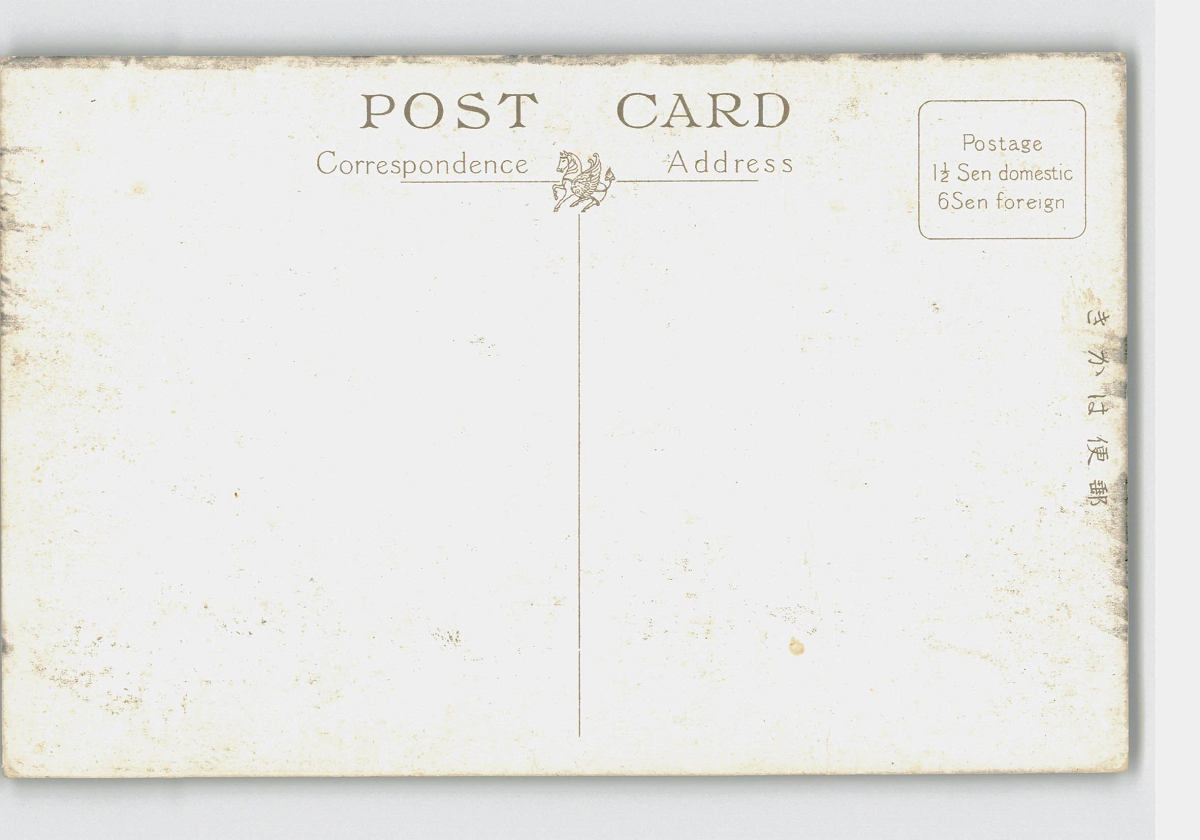 POST CARD
Correspondence
Address
Postage
1½ Sen domestic
6Sen foreign
郵便はかき